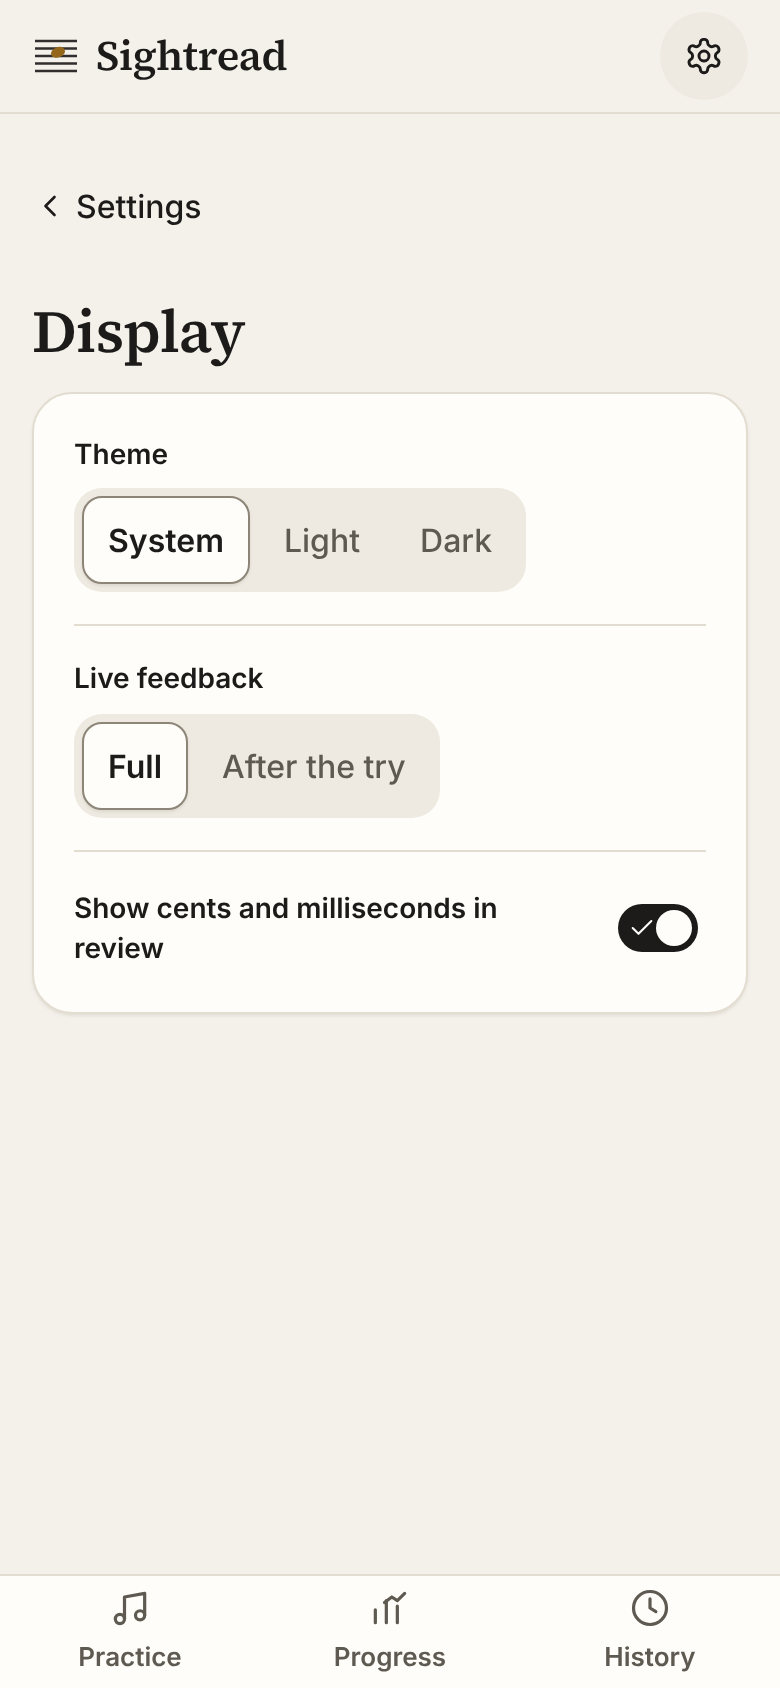 Sightread
Settings
Display
Theme
System Light Dark
Live feedback
Full After the try
Show cents and milliseconds in
review
Practice Progress History